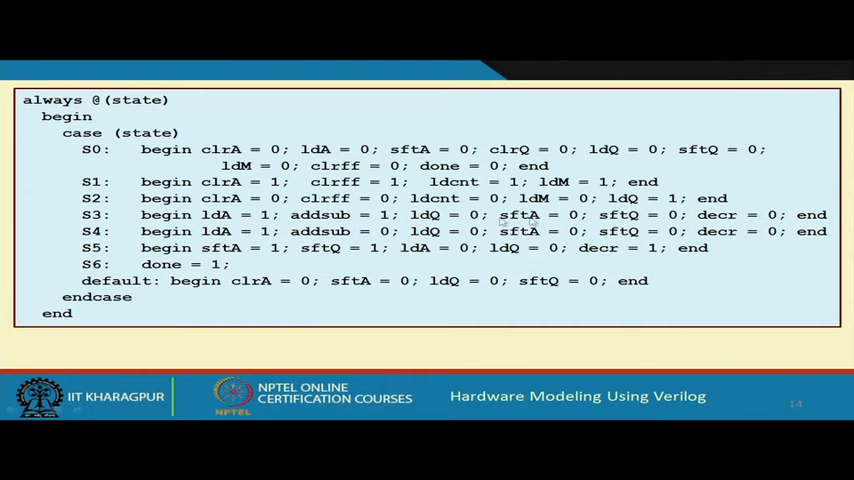 always @(state)
begin
case (state)
S0: begin clrA = 0; ldA = 0; sftA = 0; clrQ = 0; ldQ = 0; sftQ = 0;
ldM = 0; clrff = 0; done = 0; end
S1: begin clrA = 1; clrff = 1; ldcnt = 1; ldM = 1; end
S2: begin clrA = 0; clrff = 0; ldcnt = 0; ldM = 0; ldQ = 1; end
S3: begin ldA = 1; addsub = 1; ldQ = 0; sftA = 0; sftQ = 0; decr = 0; end
S4: begin ldA = 1; addsub = 0; ldQ = 0; sftA = 0; sftQ = 0; decr = 0; end
S5: begin sftA = 1; sftQ = 1; ldA = 0; ldQ = 0; decr = 1; end
S6: done = 1;
default: begin clrA = 0; sftA = 0; ldQ = 0; sftQ = 0; end
endcase
end
IIT KHARAGPUR
NPTEL
NPTEL ONLINE
CERTIFICATION COURSES
Hardware Modeling Using Verilog
14